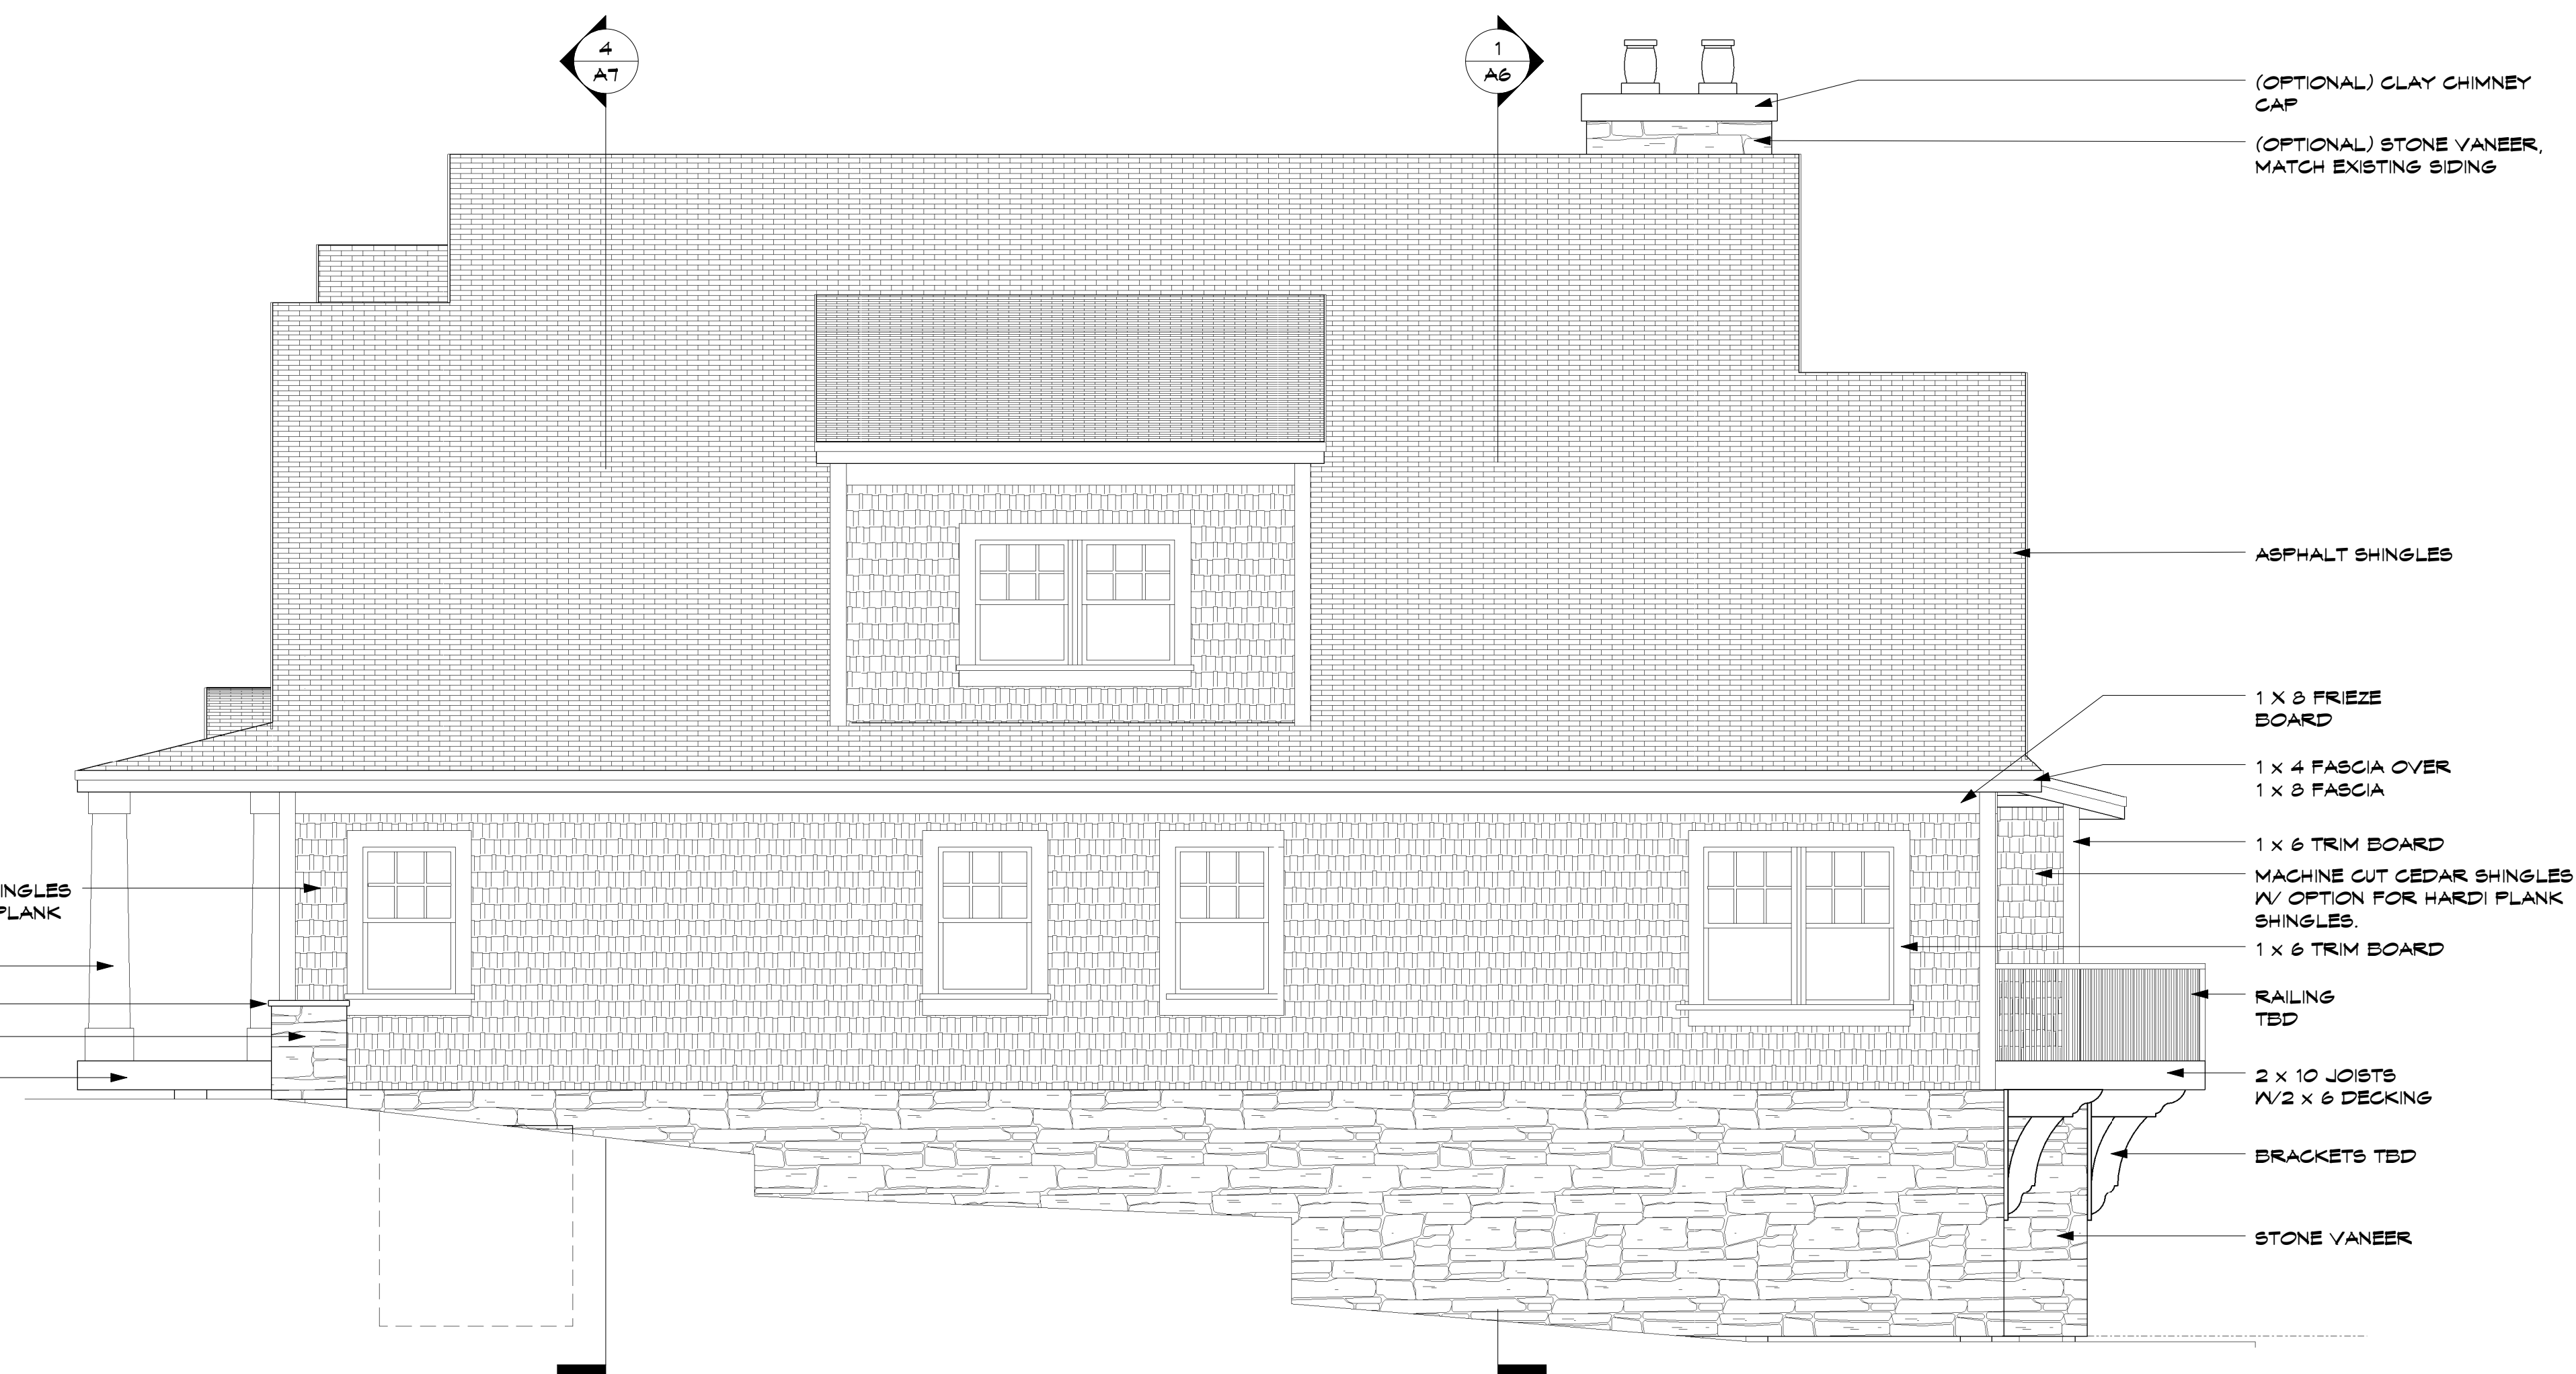 4
A7
1
A6
(OPTIONAL) CLAY CHIMNEY
CAP
(OPTIONAL) STONE VANEER,
MATCH EXISTING SIDING
ASPHALT SHINGLES
1 X 8 FRIEZE
BOARD
1 x 4 FASCIA OVER
1 x 8 FASCIA
1 x 6 TRIM BOARD
MACHINE CUT CEDAR SHINGLES
W/ OPTION FOR HARDI PLANK
SHINGLES.
1 x 6 TRIM BOARD
RAILING
TBD
2 x 10 JOISTS
W/2 x 6 DECKING
BRACKETS TBD
STONE VANEER
INGLES
PLANK